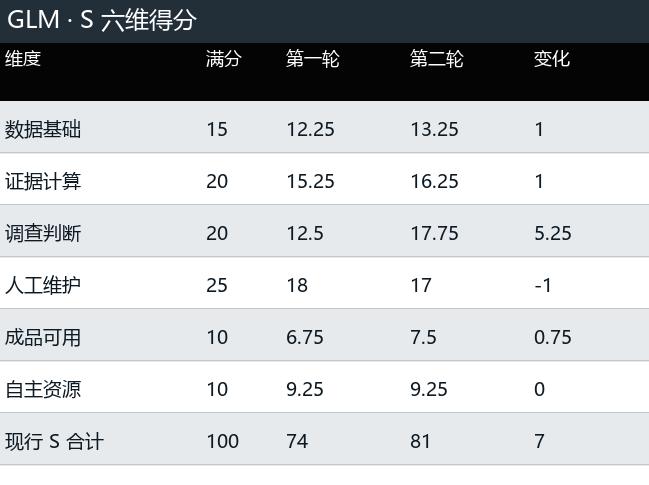 GLM · S 六维得分
维度 满分 第一轮 第二轮 变化
数据基础 15 12.25 13.25 1
证据计算 20 15.25 16.25 1
调查判断 20 12.5 17.75 5.25
人工维护 25 18 17 -1
成品可用 10 6.75 7.5 0.75
自主资源 10 9.25 9.25 0
现行 S 合计 100 74 81 7